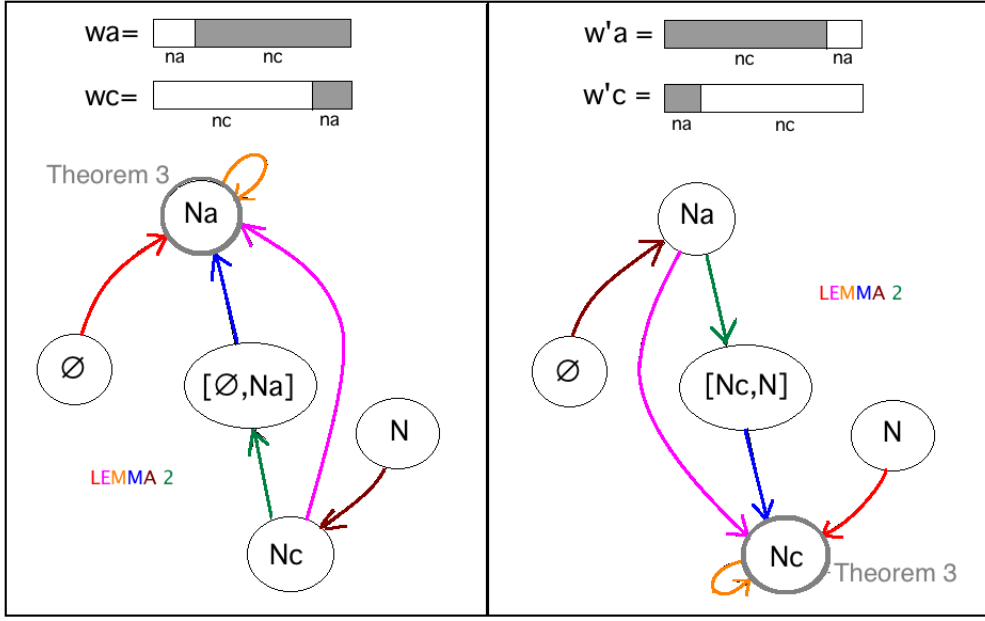 wa=
na nc
wc=
nc na
Theorem 3
Na
∅
[∅,Na]
N
LEMMA 2
Nc
w'a =
nc na
w'c =
na nc
Na
LEMMA 2
∅
[Nc,N]
N
Nc
Theorem 3